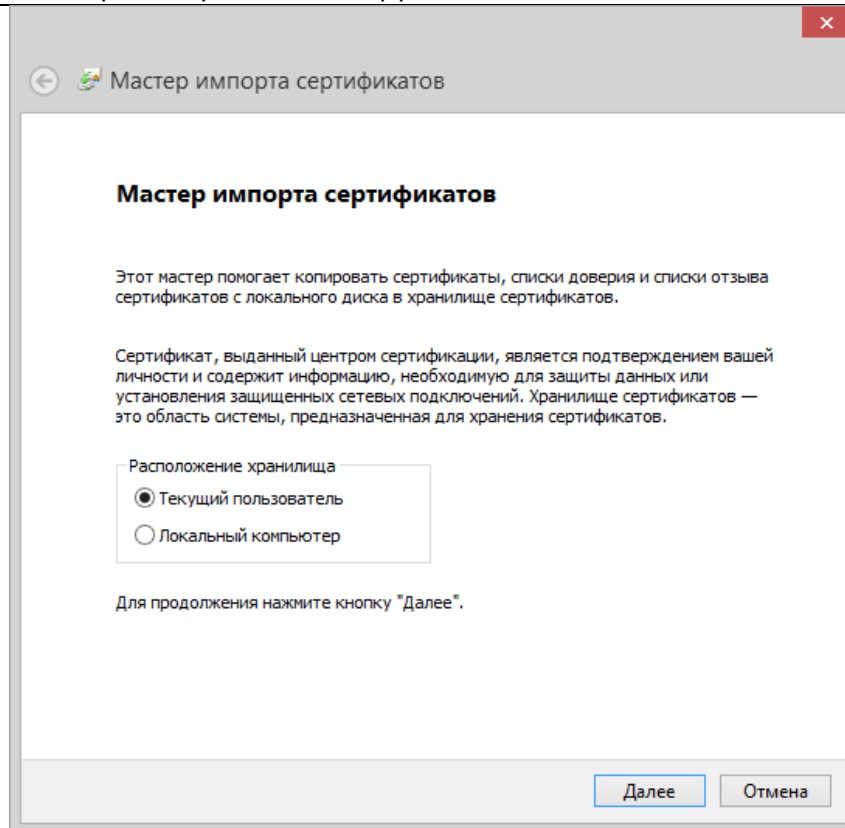 Мастер импорта сертификатов
Мастер импорта сертификатов
Этот мастер помогает копировать сертификаты, списки доверия и списки отзыва
сертификатов с локального диска в хранилище сертификатов.
Сертификат, выданный центром сертификации, является подтверждением вашей
личности и содержит информацию, необходимую для защиты данных или
установления защищенных сетевых подключений. Хранилище сертификатов —
это область системы, предназначенная для хранения сертификатов.
Расположение хранилища
Текущий пользователь
Локальный компьютер
Для продолжения нажмите кнопку "Далее".
Далее
Отмена